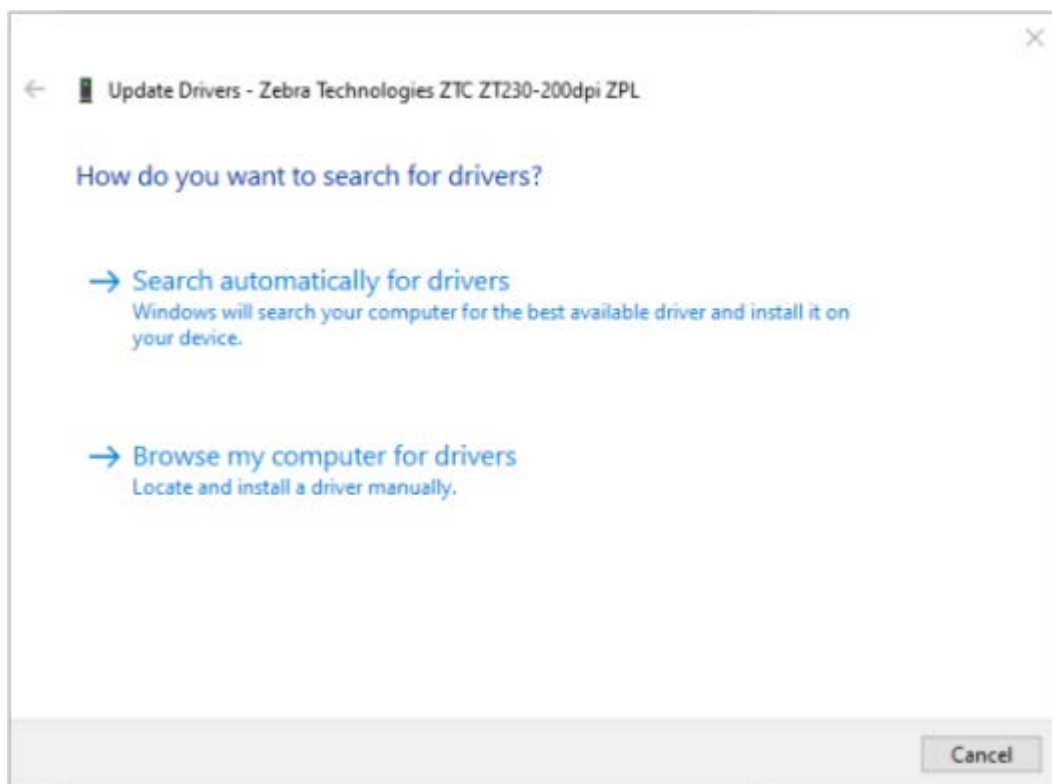 Update Drivers - Zebra Technologies ZTC ZT230-200dpi ZPL
How do you want to search for drivers?
Search automatically for drivers
Windows will search your computer for the best available driver and install it on
your device.
Browse my computer for drivers
Locate and install a driver manually.
Cancel